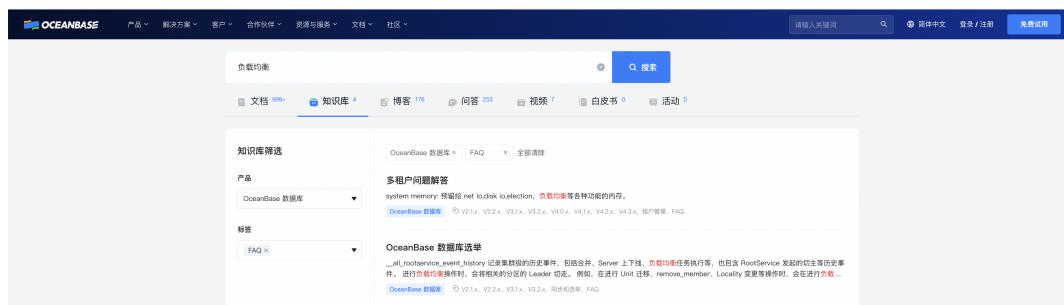 OCEANBASE 产品 解决方案 客户 合作伙伴 资源与服务 文档 社区 请输入关键词 简体中文 登录 / 注册 免费试用
负载均衡 搜索
文档 999+ 知识库 4 博客 176 问答 253 视频 7 白皮书 0 活动 0
知识库筛选
产品
OceanBase 数据库
标签
FAQ ×
OceanBase 数据库 × FAQ × 全部清除
多租户问题解答
system memory: 预留给 net io,disk io,election，负载均衡等各种功能的内存。
OceanBase 数据库 V2.1.x、V2.2.x、V3.1.x、V3.2.x、V4.0.x、V4.1.x、V4.2.x、V4.3.x、租户管理、FAQ
OceanBase 数据库选举
__all_rootservice_event_history 记录集群级的历史事件，包括合并、Server 上下线、负载均衡任务执行等，也包含 RootService 发起的切主等历史事
件。 进行负载均衡操作时，会将相关的分区的 Leader 切走。 例如，在进行 Unit 迁移、remove_member、Locality 变更等操作时，会在进行负载...
OceanBase 数据库 V2.1.x、V2.2.x、V3.1.x、V3.2.x、同步和选举、FAQ